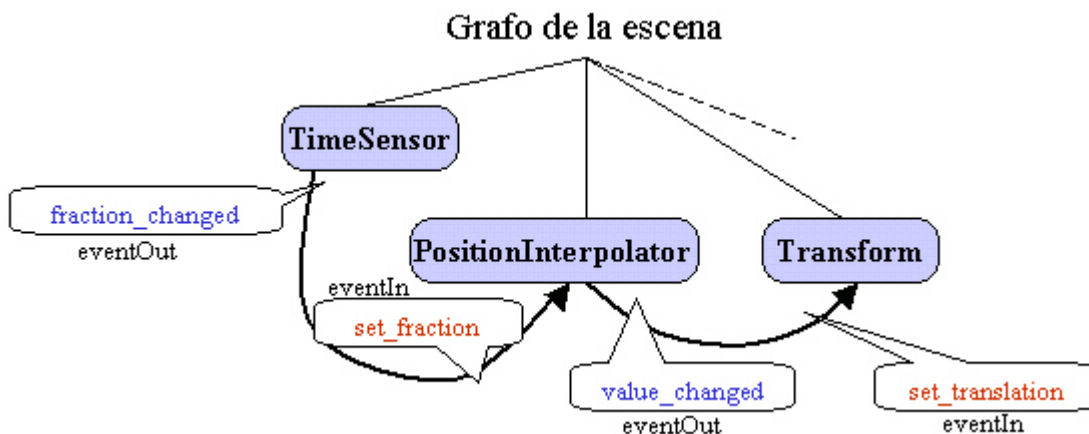 Grafo de la escena
TimeSensor
fraction_changed
eventOut
PositionInterpolator
Transform
eventIn
set_fraction
value_changed
eventOut
set_translation
eventIn